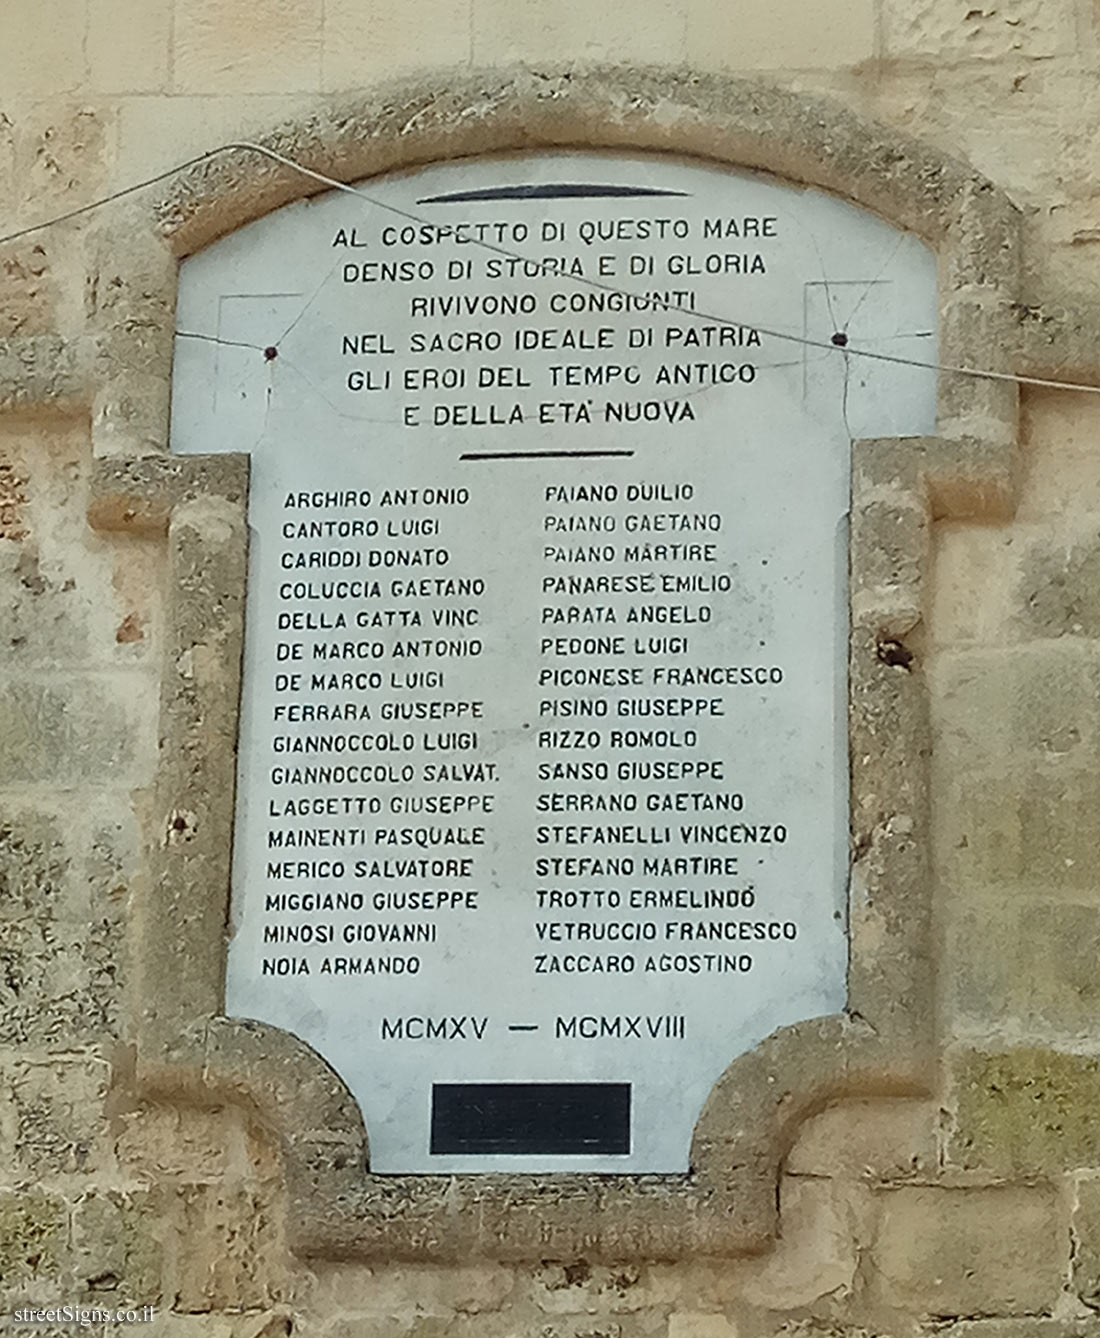 AL COSPETTO DI QUESTO MARE
DENSO DI STORIA E DI GLORIA
RIVIVONO CONGIUNTI
NEL SACRO IDEALE DI PATRIA
GLI EROI DEL TEMPO ANTICO
E DELLA ETA' NUOVA
ARGHIRO ANTONIO
CANTORO LUIGI
CARIDDI DONATO
COLUCCIA GAETANO
DELLA GATTA VINC
DE MARCO ANTONIO
DE MARCO LUIGI
FERRARA GIUSEPPE
GIANNOCCOLO LUIGI
GIANNOCCOLO SALVAT.
LAGGETTO GIUSEPPE
MAINENTI PASQUALE
MERICO SALVATORE
MIGGIANO GIUSEPPE
MINOSI GIOVANNI
NOIA ARMANDO
PAIANO DUILIO
PAIANO GAETANO
PAIANO MARTIRE
PANARESE EMILIO
PARATA ANGELO
PEDONE LUIGI
PICONESE FRANCESCO
PISINO GIUSEPPE
RIZZO ROMOLO
SANSO GIUSEPPE
SERRANO GAETANO
STEFANELLI VINCENZO
STEFANO MARTIRE
TROTTO ERMELINDO
VETRUCCIO FRANCESCO
ZACCARO AGOSTINO
MCMXV — MCMXVIII
streetSigns.co.il